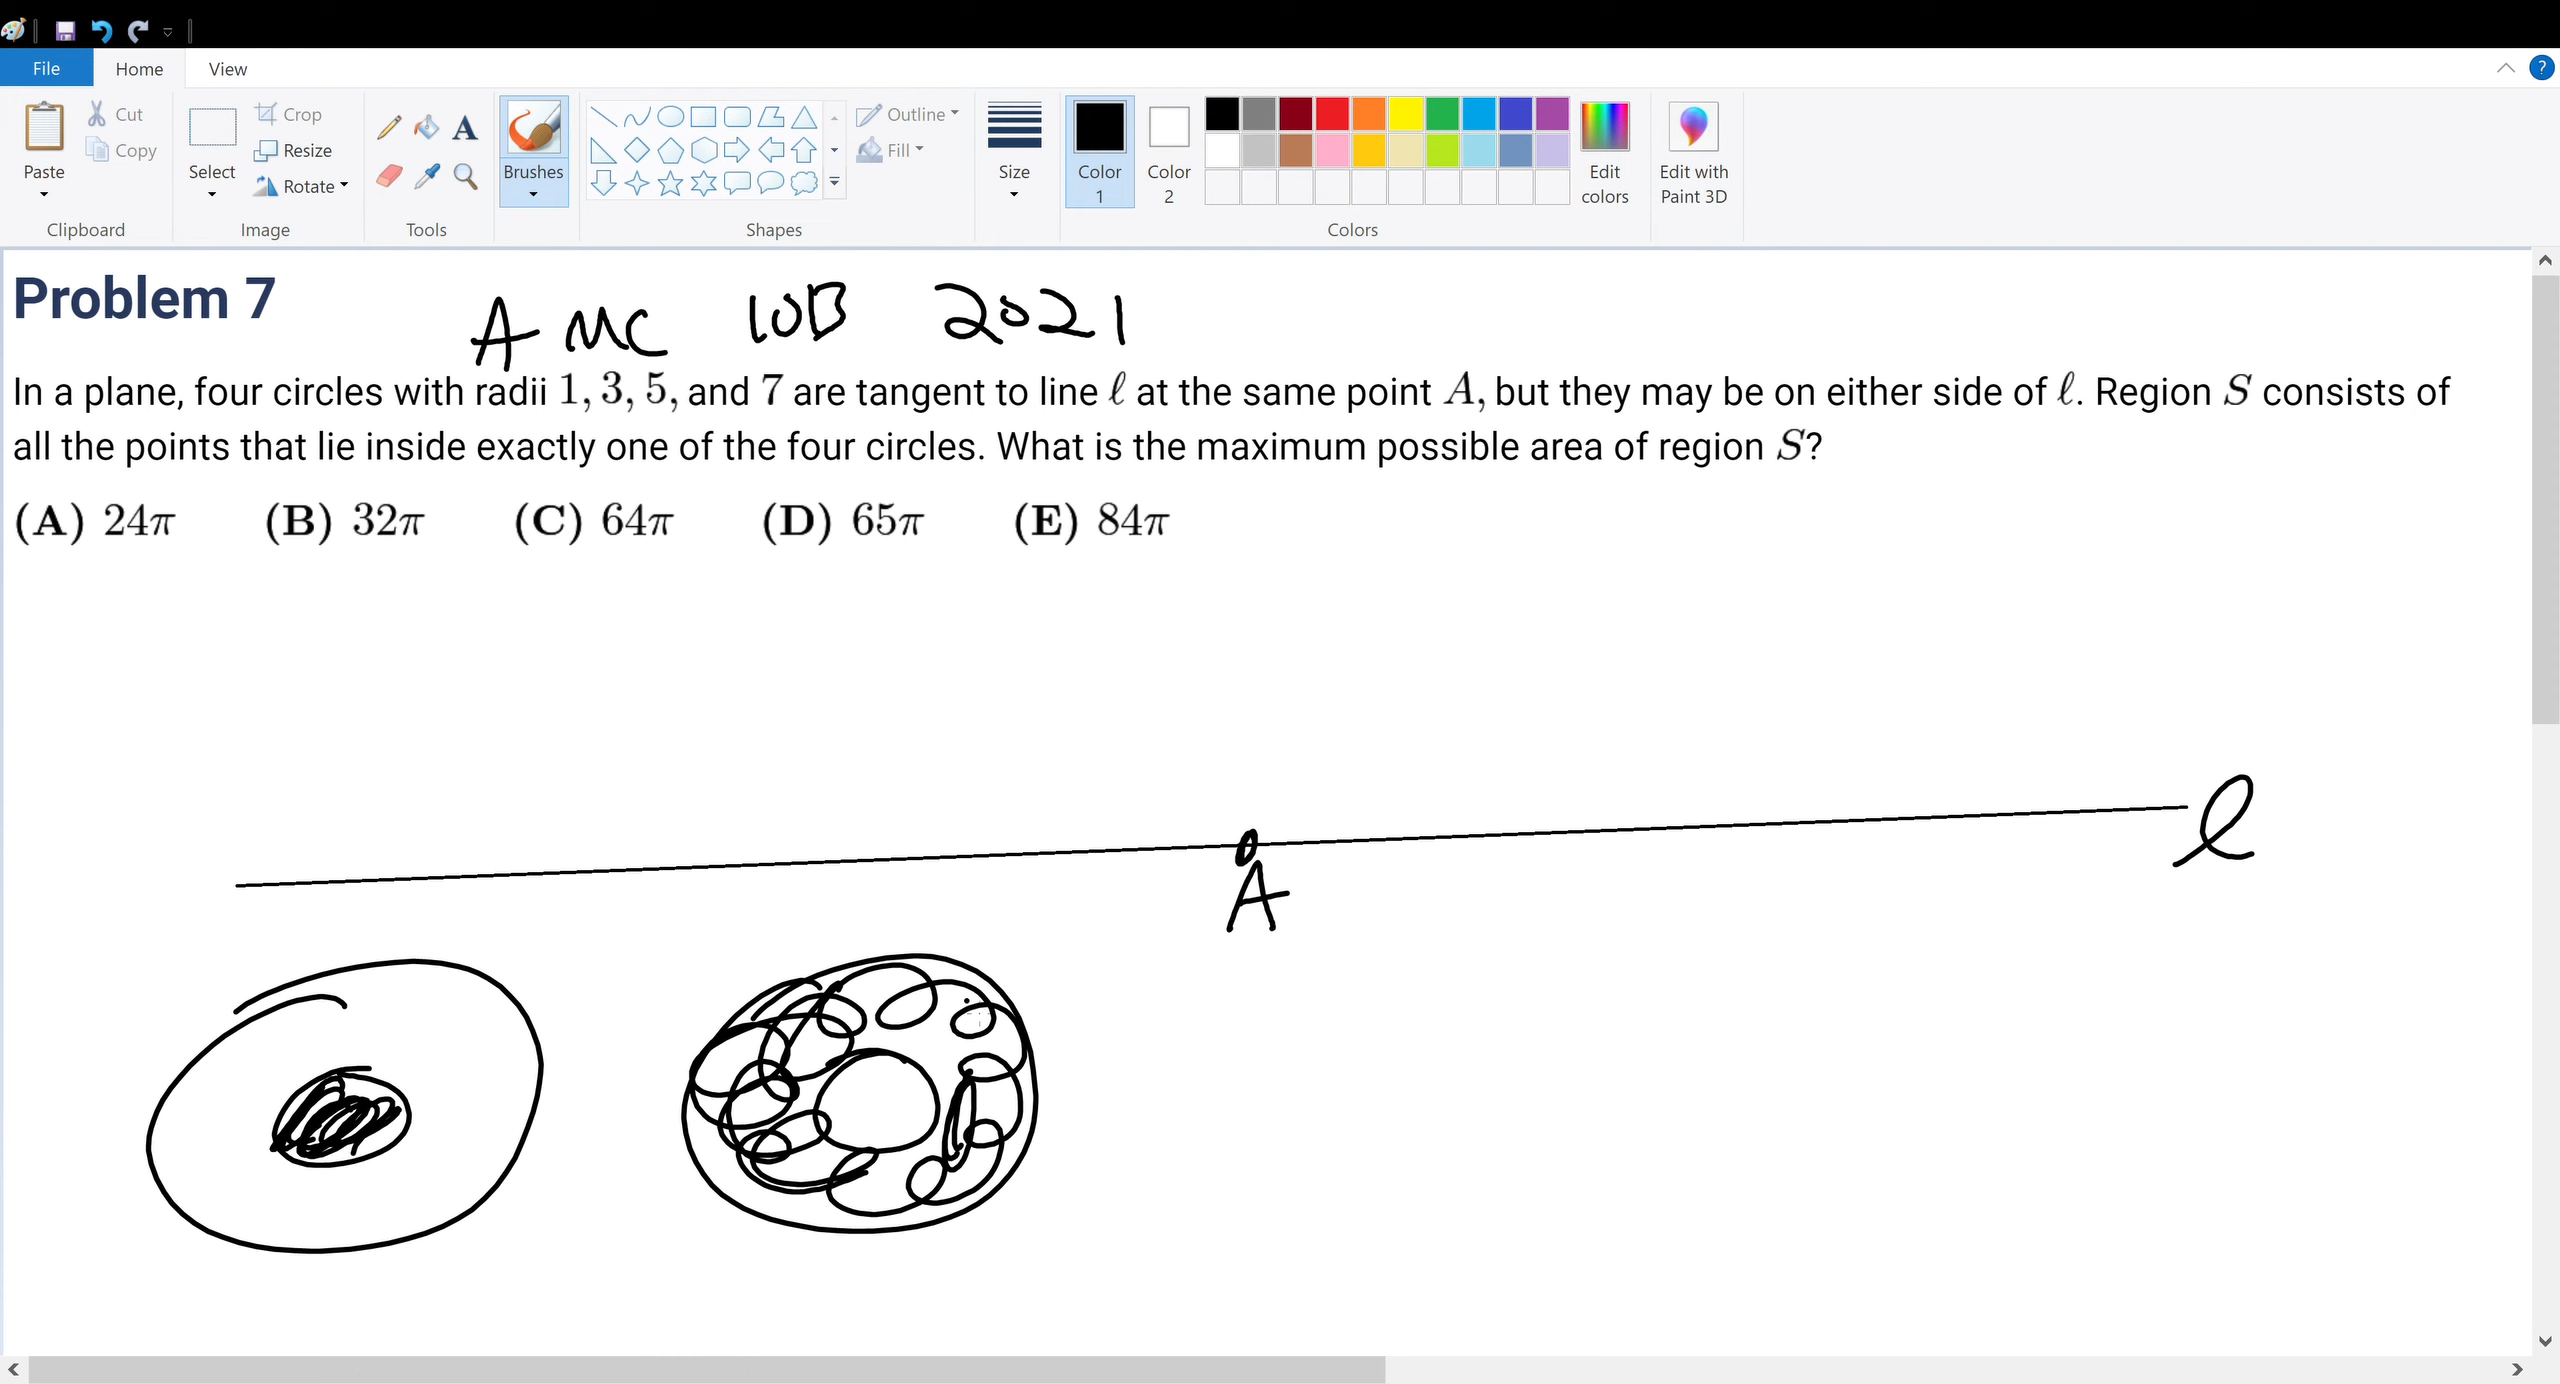 File Home View ?
Paste Cut Copy Select Crop Resize Rotate A Brushes Outline Fill Size Color 1 Color 2 Edit colors Edit with Paint 3D
Clipboard Image Tools Shapes Colors
Problem 7
AMC 10B 2021
In a plane, four circles with radii 1, 3, 5, and 7 are tangent to line ℓ at the same point A, but they may be on either side of ℓ. Region S consists of
all the points that lie inside exactly one of the four circles. What is the maximum possible area of region S?
(A) 24π (B) 32π (C) 64π (D) 65π (E) 84π
ℓ
A